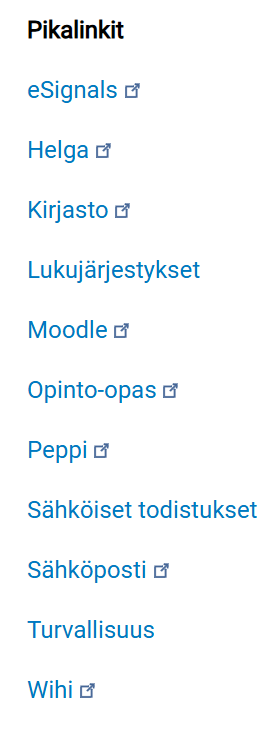 Pikalinkit
eSignals
Helga
Kirjasto
Lukujärjestykset
Moodle
Opinto-opas
Peppi
Sähköiset todistukset
Sähköposti
Turvallisuus
Wihi